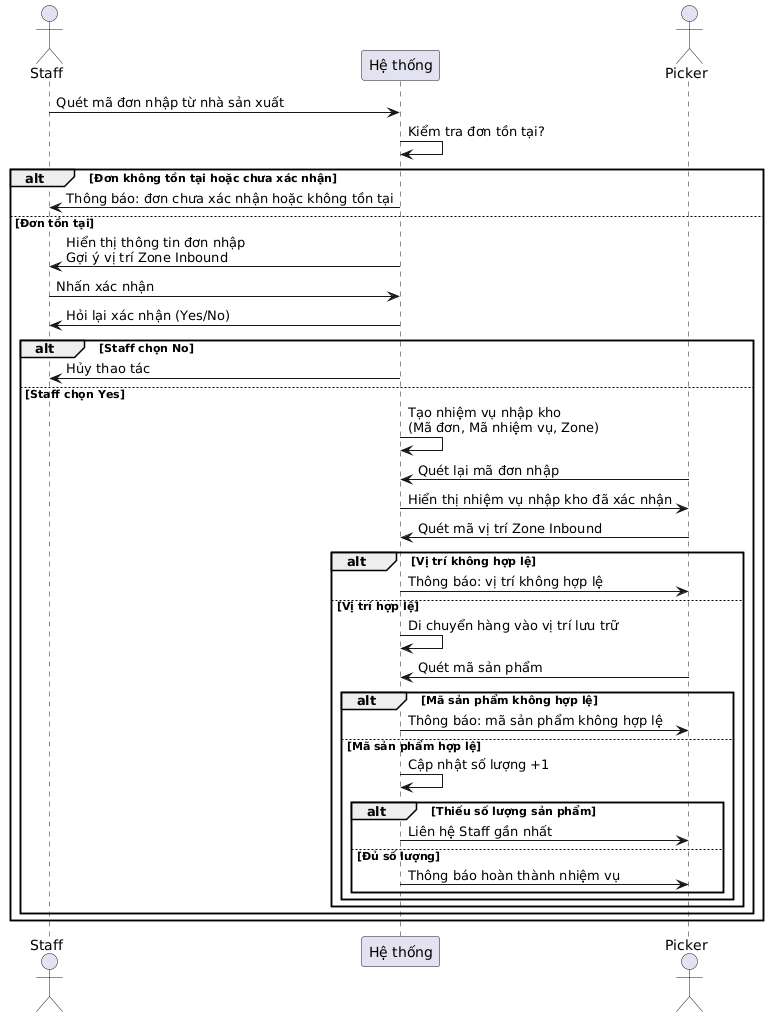 Staff
Hệ thống
Picker
Quét mã đơn nhập từ nhà sản xuất
Kiểm tra đơn tồn tại?
alt [Đơn không tồn tại hoặc chưa xác nhận]
Thông báo: đơn chưa xác nhận hoặc không tồn tại
[Đơn tồn tại]
Hiển thị thông tin đơn nhập
Gợi ý vị trí Zone Inbound
Nhấn xác nhận
Hỏi lại xác nhận (Yes/No)
alt [Staff chọn No]
Hủy thao tác
[Staff chọn Yes]
Tạo nhiệm vụ nhập kho
(Mã đơn, Mã nhiệm vụ, Zone)
Quét lại mã đơn nhập
Hiển thị nhiệm vụ nhập kho đã xác nhận
Quét mã vị trí Zone Inbound
alt [Vị trí không hợp lệ]
Thông báo: vị trí không hợp lệ
[Vị trí hợp lệ]
Di chuyển hàng vào vị trí lưu trữ
Quét mã sản phẩm
alt [Mã sản phẩm không hợp lệ]
Thông báo: mã sản phẩm không hợp lệ
[Mã sản phẩm hợp lệ]
Cập nhật số lượng +1
alt [Thiếu số lượng sản phẩm]
Liên hệ Staff gần nhất
[Đủ số lượng]
Thông báo hoàn thành nhiệm vụ
Staff
Hệ thống
Picker